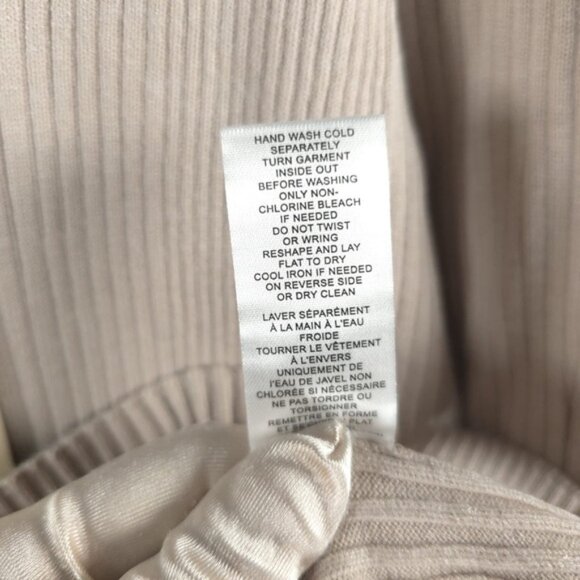 HAND WASH COLD
SEPARATELY
TURN GARMENT
INSIDE OUT
BEFORE WASHING
ONLY NON-
CHLORINE BLEACH
IF NEEDED
DO NOT TWIST
OR WRING
RESHAPE AND LAY
FLAT TO DRY
COOL IRON IF NEEDED
ON REVERSE SIDE
OR DRY CLEAN
LAVER SÉPARÉMENT
À LA MAIN À L'EAU
FROIDE
TOURNER LE VÊTEMENT
À L'ENVERS
UNIQUEMENT DE
L'EAU DE JAVEL NON
CHLORÉE SI NÉCESSAIRE
NE PAS TORDRE OU
TORSIONNER
REMETTRE EN FORME
ET PLAT